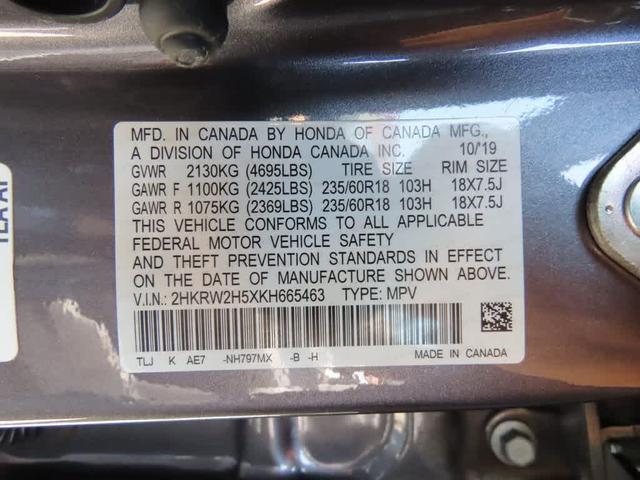 MFD. IN CANADA BY HONDA OF CANADA MFG.,
A DIVISION OF HONDA CANADA INC. 10/'19
GVWR 2130KG (4695LBS) TIRE SIZE RIM SIZE
GAWR F 1100KG (2425LBS) 235/60R18 103H 18X7.5J
GAWR R 1075KG (2369LBS) 235/60R18 103H 18X7.5J
THIS VEHICLE CONFORMS TO ALL APPLICABLE
FEDERAL MOTOR VEHICLE SAFETY
AND THEFT PREVENTION STANDARDS IN EFFECT
ON THE DATE OF MANUFACTURE SHOWN ABOVE.
V.I.N.: 2HKRW2H5XKH665463 TYPE: MPV
TLJ K AE7 -NH797MX -B -H MADE IN CANADA